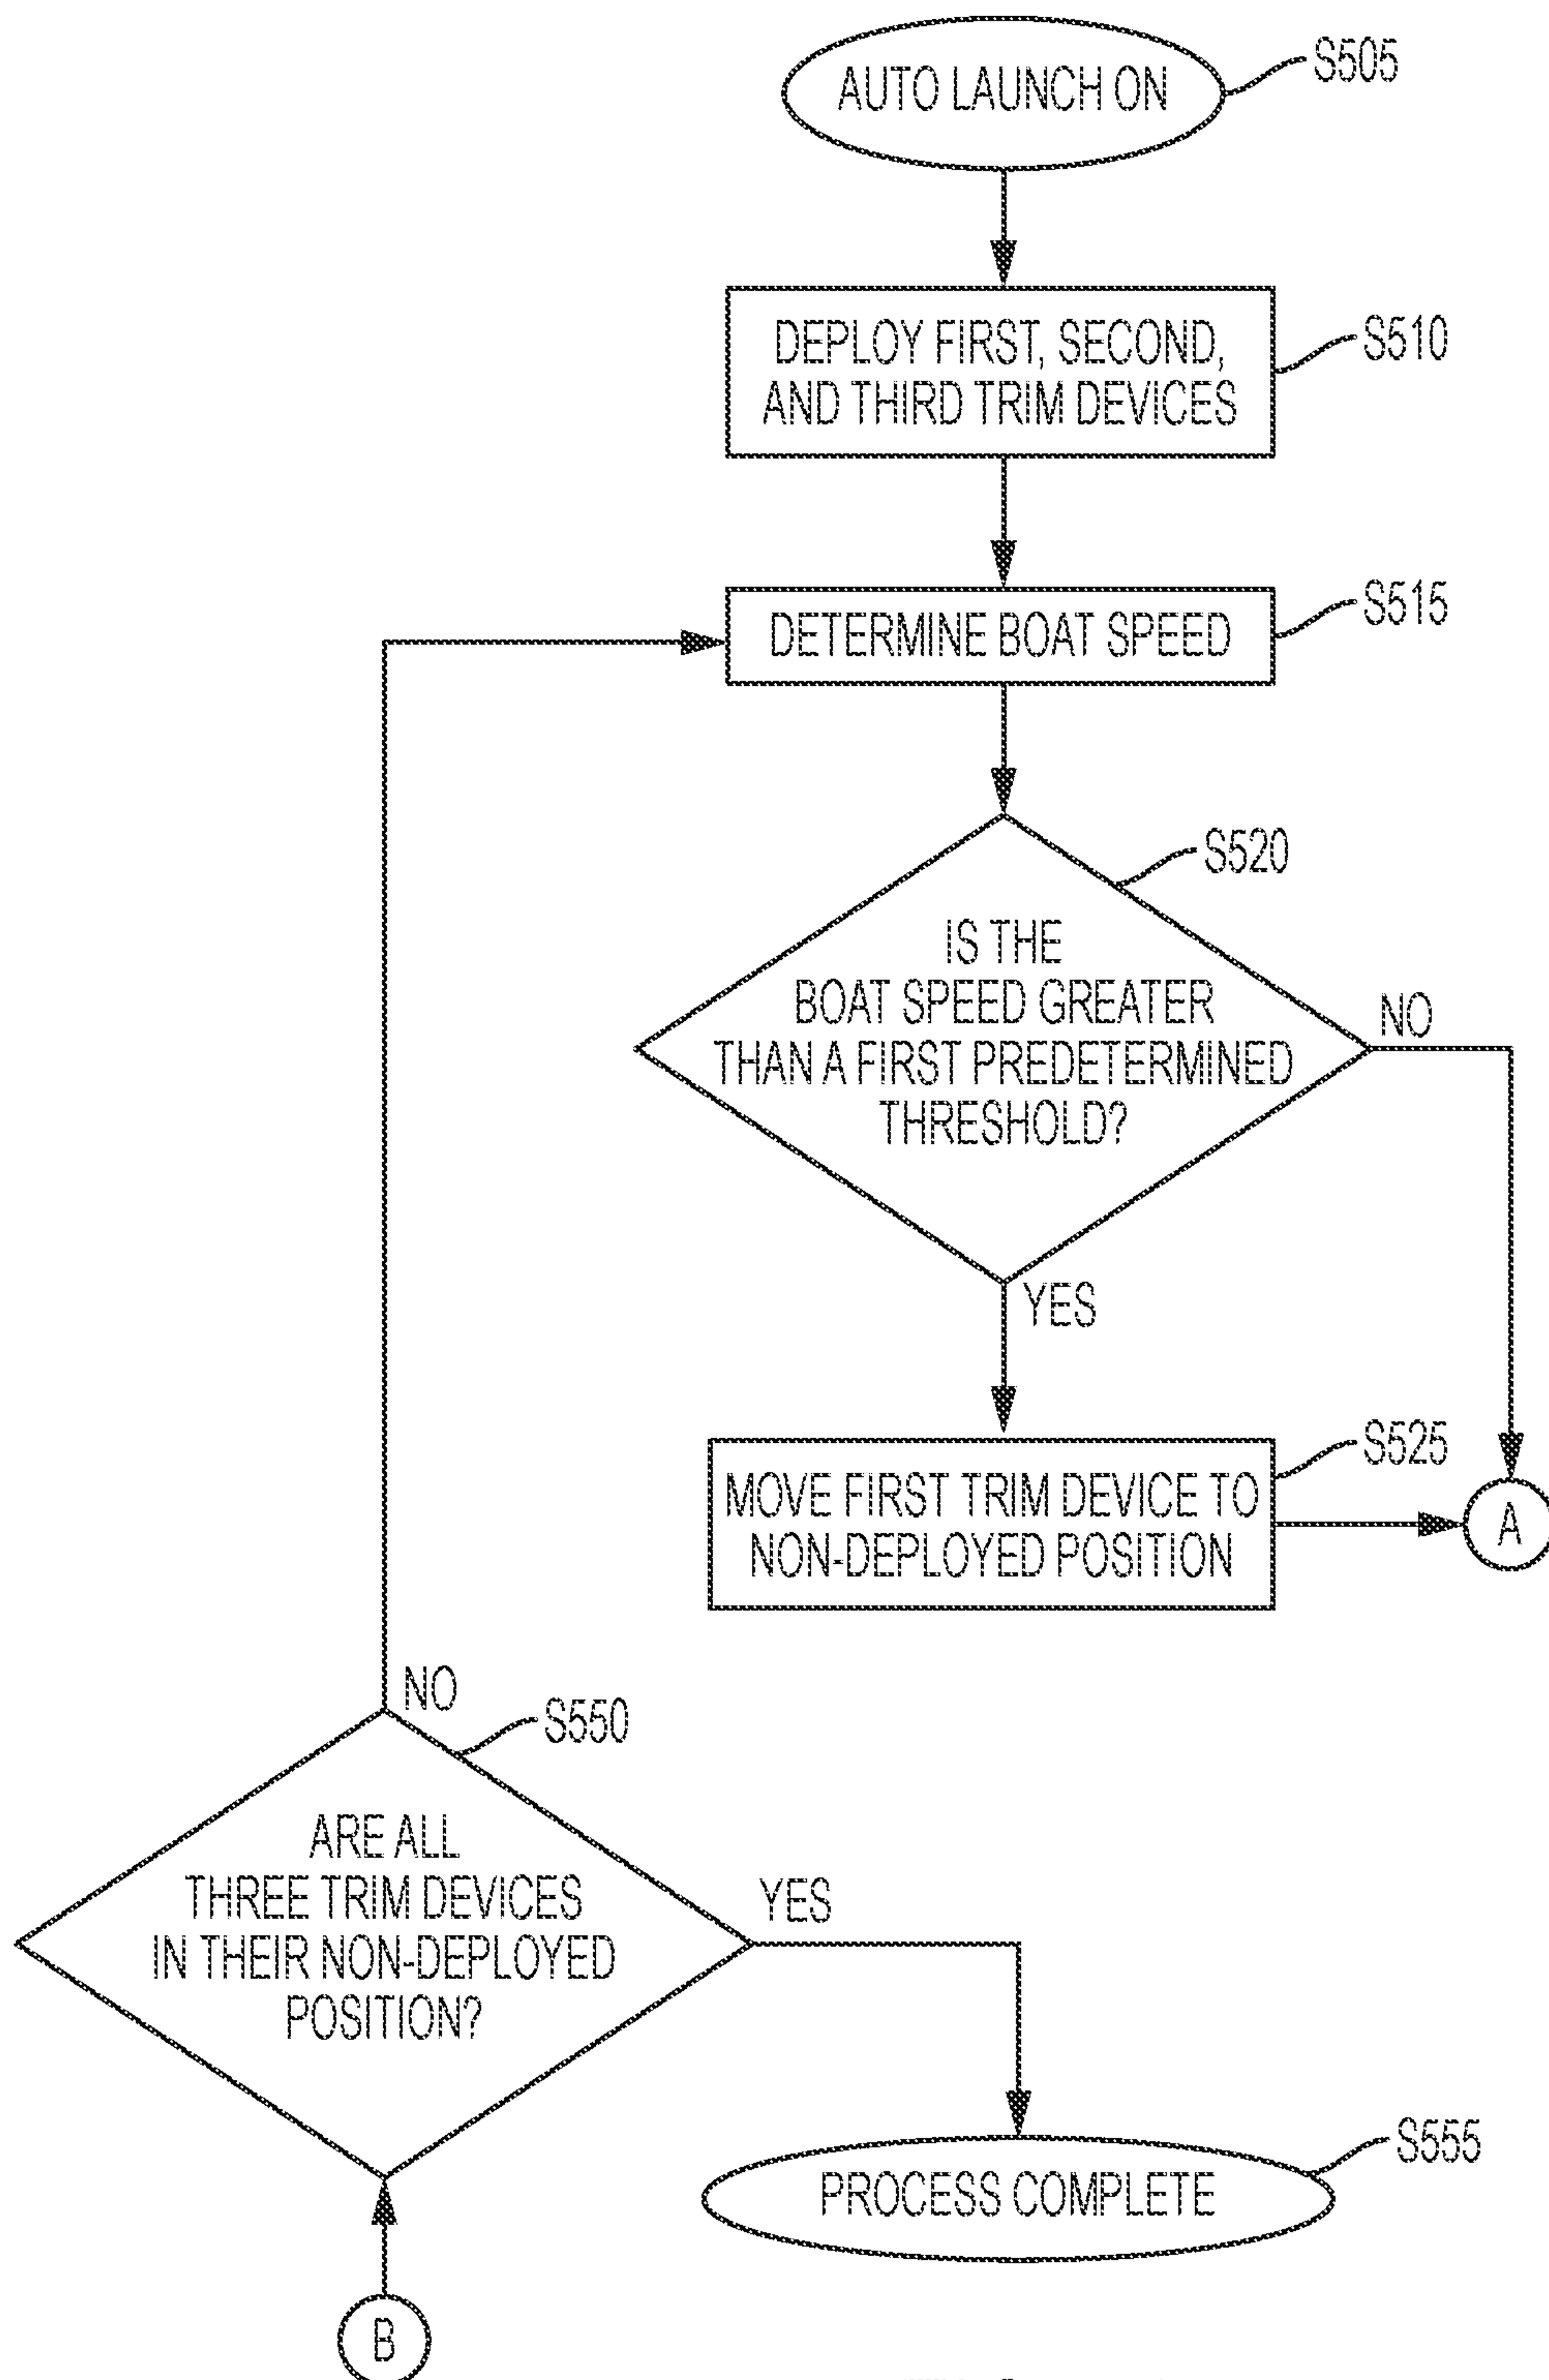 AUTO LAUNCH ON
S505
DEPLOY FIRST, SECOND,
AND THIRD TRIM DEVICES
S510
DETERMINE BOAT SPEED
S515
S520
IS THE
BOAT SPEED GREATER
THAN A FIRST PREDETERMINED
THRESHOLD?
NO
YES
MOVE FIRST TRIM DEVICE TO
NON-DEPLOYED POSITION
S525
A
NO
S550
ARE ALL
THREE TRIM DEVICES
IN THEIR NON-DEPLOYED
POSITION?
YES
PROCESS COMPLETE
S555
B